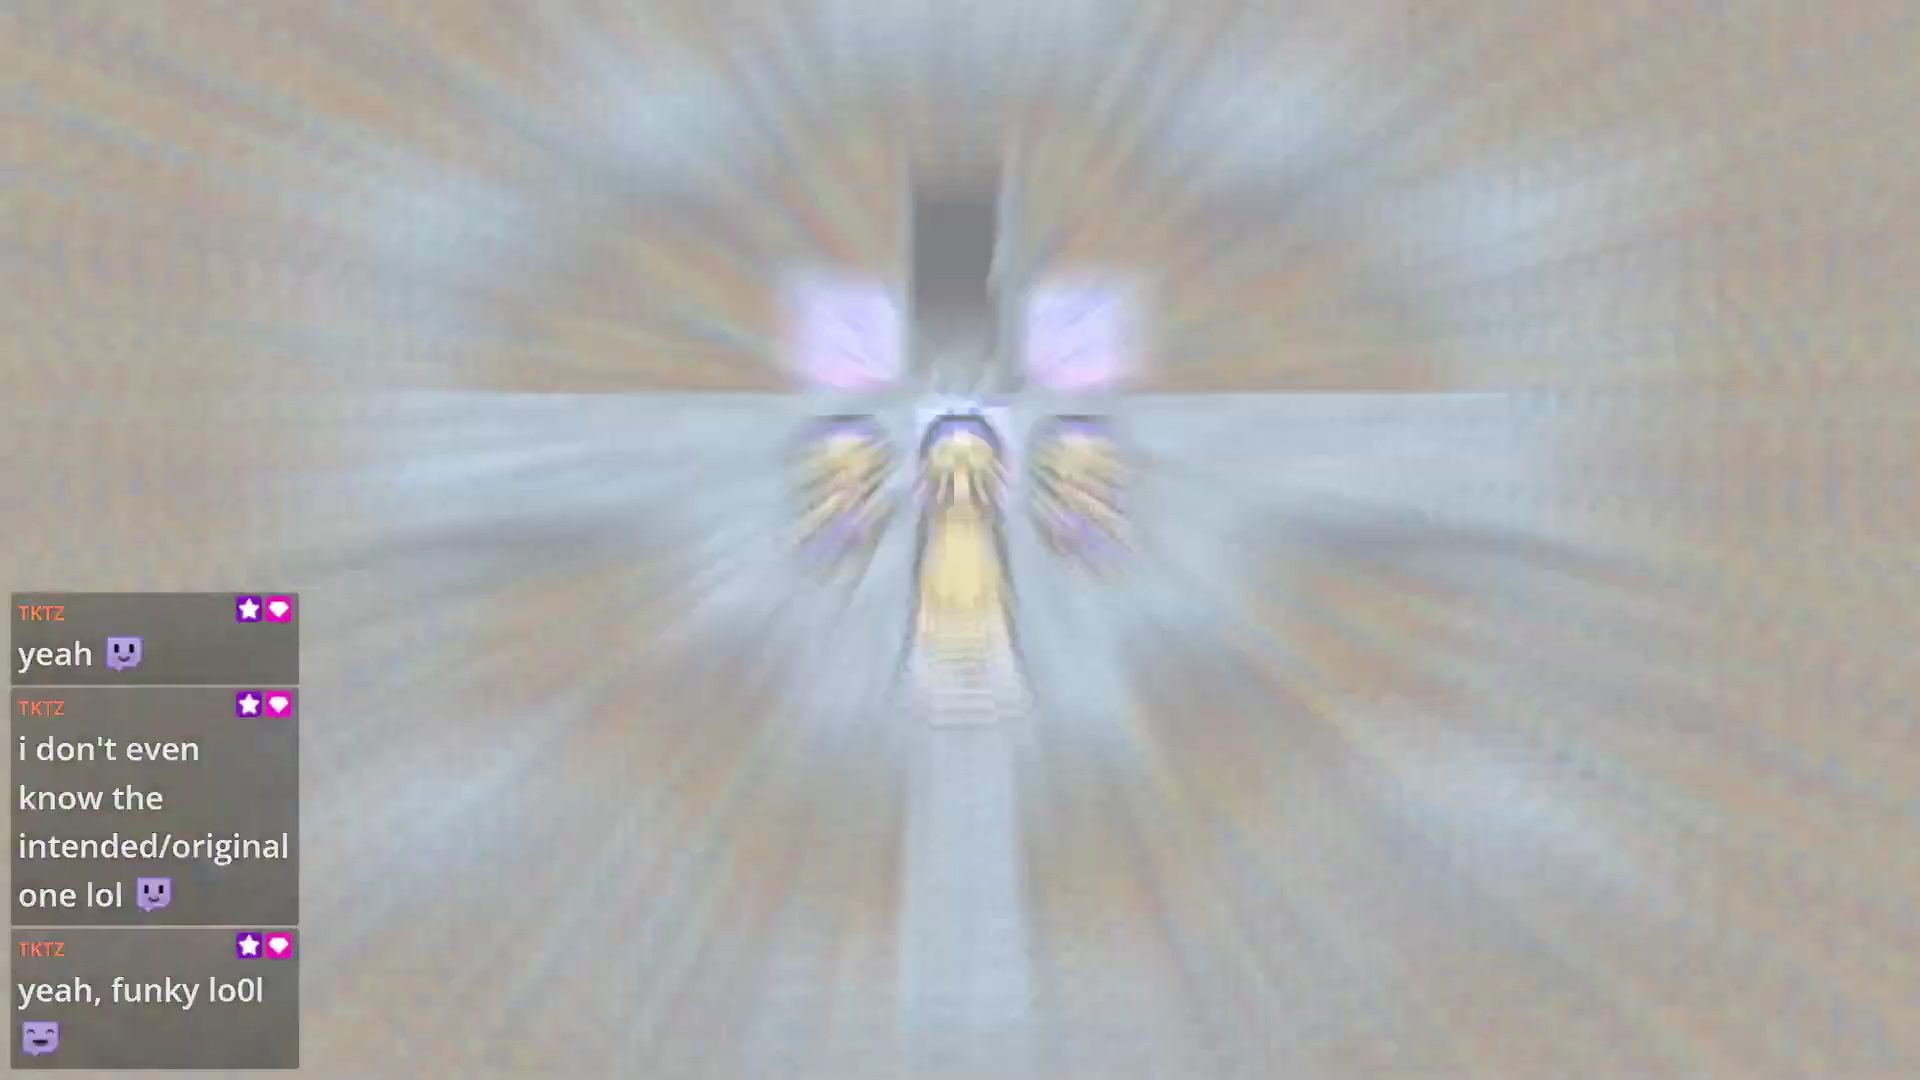 TKTZ
yeah
TKTZ
i don't even
know the
intended/original
one lol
TKTZ
yeah, funky lo0l